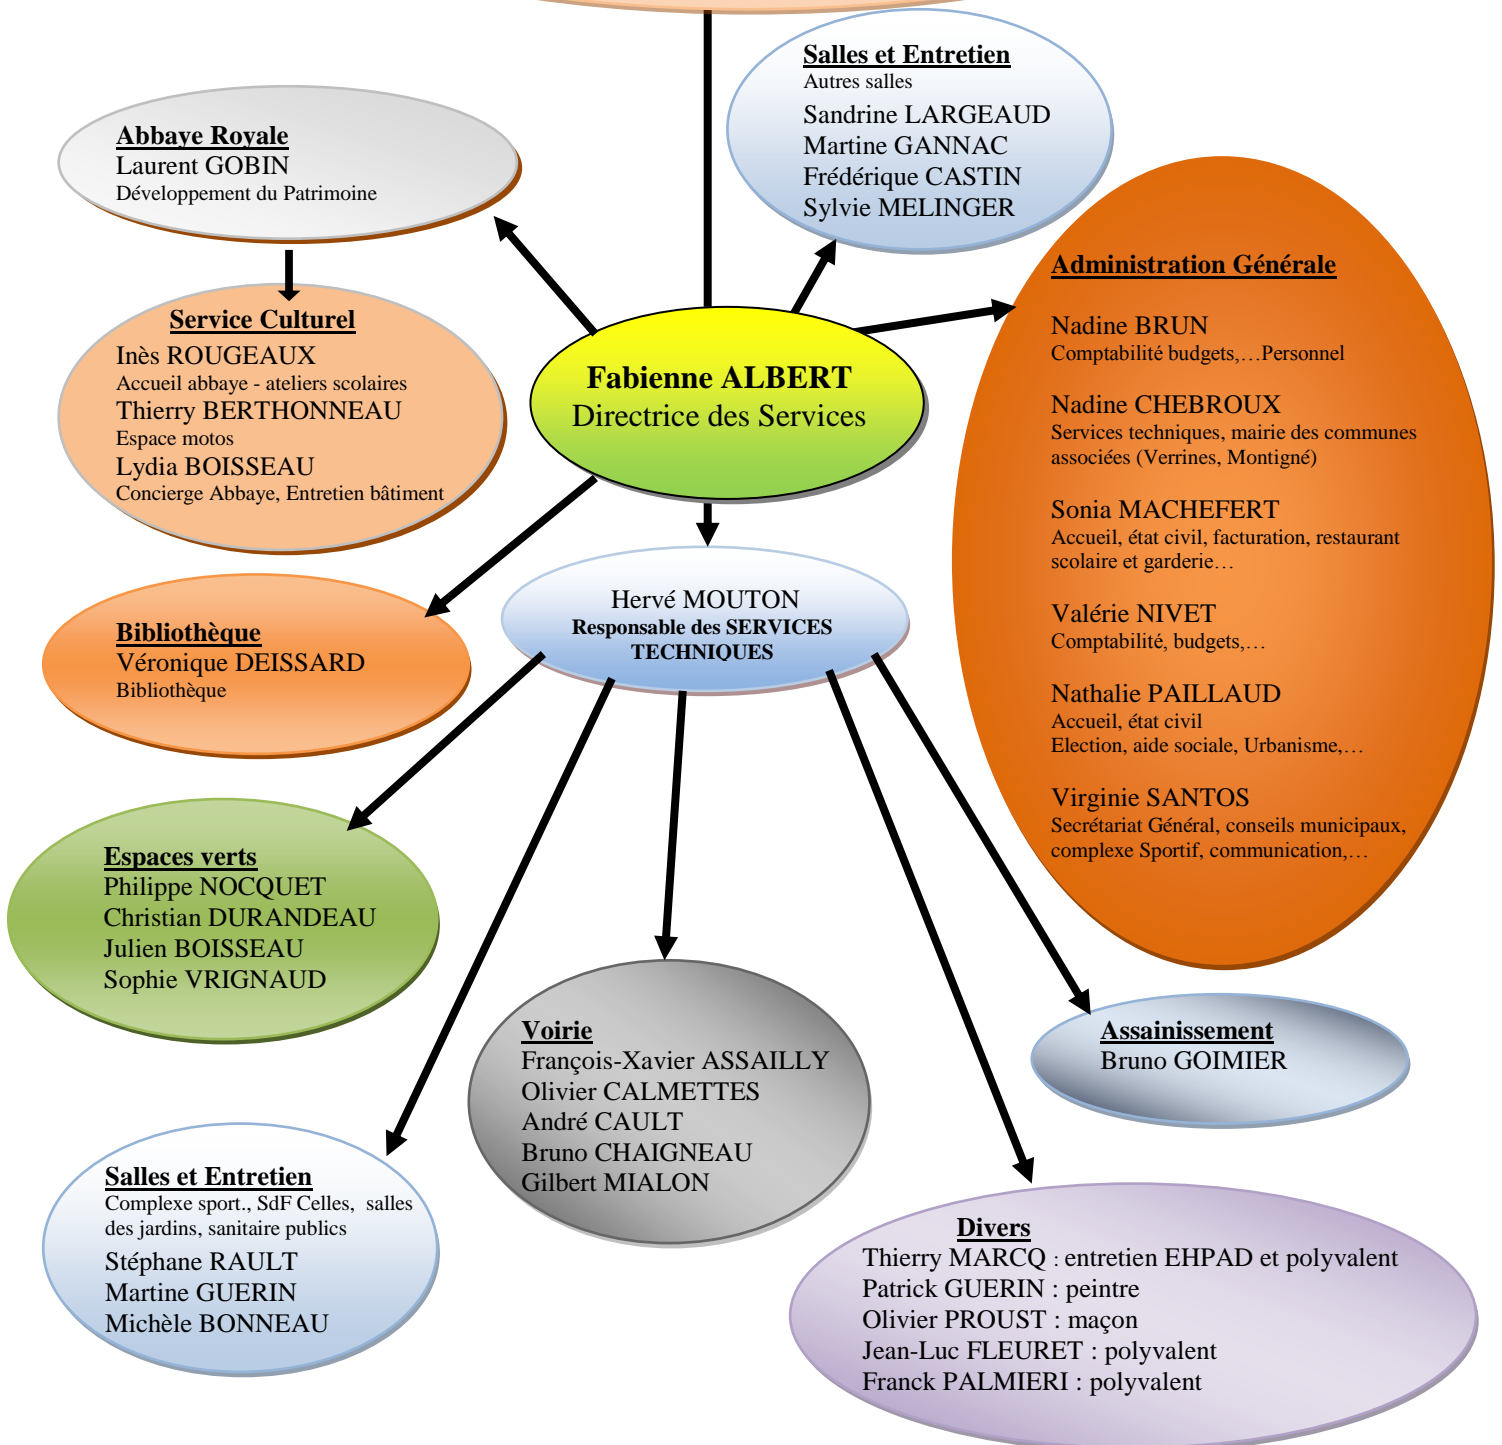 Salles et Entretien
Autres salles
Sandrine LARGEAUD
Martine GANNAC
Frédérique CASTIN
Sylvie MELINGER
Abbaye Royale
Laurent GOBIN
Développement du Patrimoine
Administration Générale
Nadine BRUN
Comptabilité budgets,…Personnel
Nadine CHEBROUX
Services techniques, mairie des communes
associées (Verrines, Montigné)
Sonia MACHEFERT
Accueil, état civil, facturation, restaurant
scolaire et garderie…
Valérie NIVET
Comptabilité, budgets,…
Nathalie PAILLAUD
Accueil, état civil
Election, aide sociale, Urbanisme,…
Virginie SANTOS
Secrétariat Général, conseils municipaux,
complexe Sportif, communication,…
Service Culturel
Inès ROUGEAUX
Accueil abbaye - ateliers scolaires
Thierry BERTHONNEAU
Espace motos
Lydia BOISSEAU
Concierge Abbaye, Entretien bâtiment
Fabienne ALBERT
Directrice des Services
Hervé MOUTON
Responsable des SERVICES
TECHNIQUES
Bibliothèque
Véronique DEISSARD
Bibliothèque
Espaces verts
Philippe NOCQUET
Christian DURANDEAU
Julien BOISSEAU
Sophie VRIGNAUD
Voirie
François-Xavier ASSAILLY
Olivier CALMETTES
André CAULT
Bruno CHAIGNEAU
Gilbert MIALON
Assainissement
Bruno GOIMIER
Salles et Entretien
Complexe sport., SdF Celles, salles
des jardins, sanitaire publics
Stéphane RAULT
Martine GUERIN
Michèle BONNEAU
Divers
Thierry MARCQ : entretien EHPAD et polyvalent
Patrick GUERIN : peintre
Olivier PROUST : maçon
Jean-Luc FLEURET : polyvalent
Franck PALMIERI : polyvalent